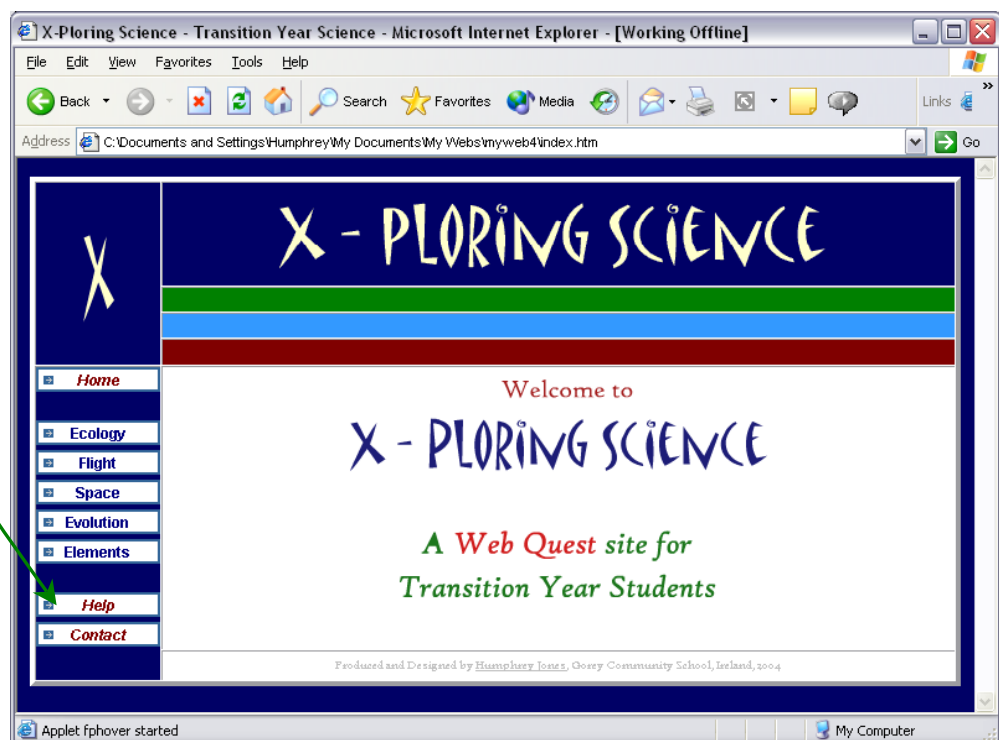 X-Ploring Science - Transition Year Science - Microsoft Internet Explorer - [Working Offline]
File Edit View Favorites Tools Help
Back Search Favorites Media Links »
Address C:\Documents and Settings\Humphrey\My Documents\My Webs\myweb4\index.htm Go
X
X - PLORING SCIENCE
Home
Ecology
Flight
Space
Evolution
Elements
Help
Contact
Welcome to
X - PLORING SCIENCE
A Web Quest site for
Transition Year Students
Produced and Designed by Humphrey Jones, Gorey Community School, Ireland, 2004
Applet fphover started My Computer